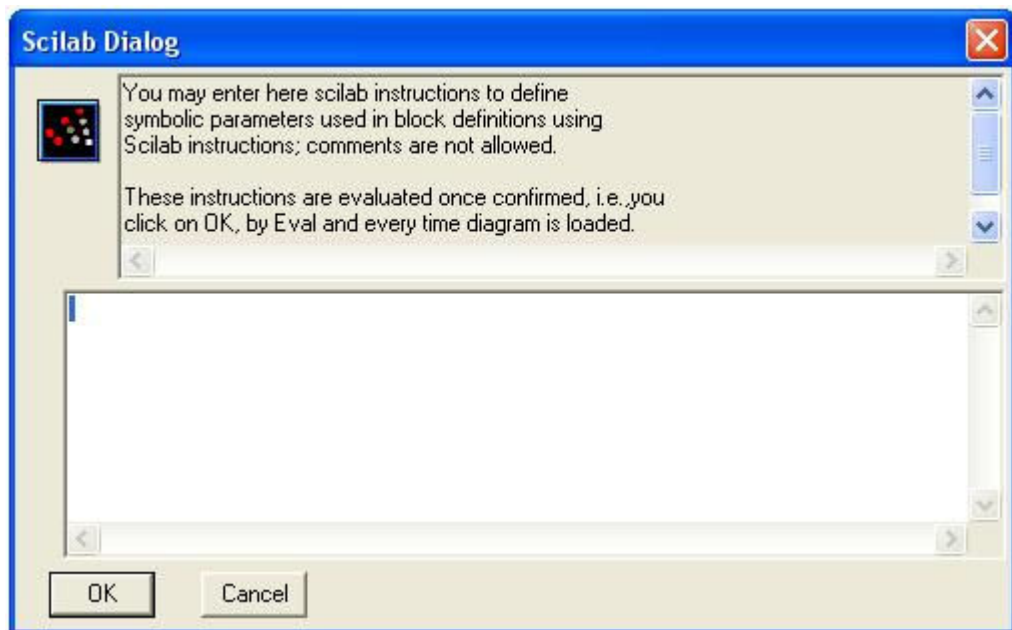 Scilab Dialog
You may enter here scilab instructions to define
symbolic parameters used in block definitions using
Scilab instructions; comments are not allowed.
These instructions are evaluated once confirmed, i.e.,you
click on OK, by Eval and every time diagram is loaded.
OK
Cancel